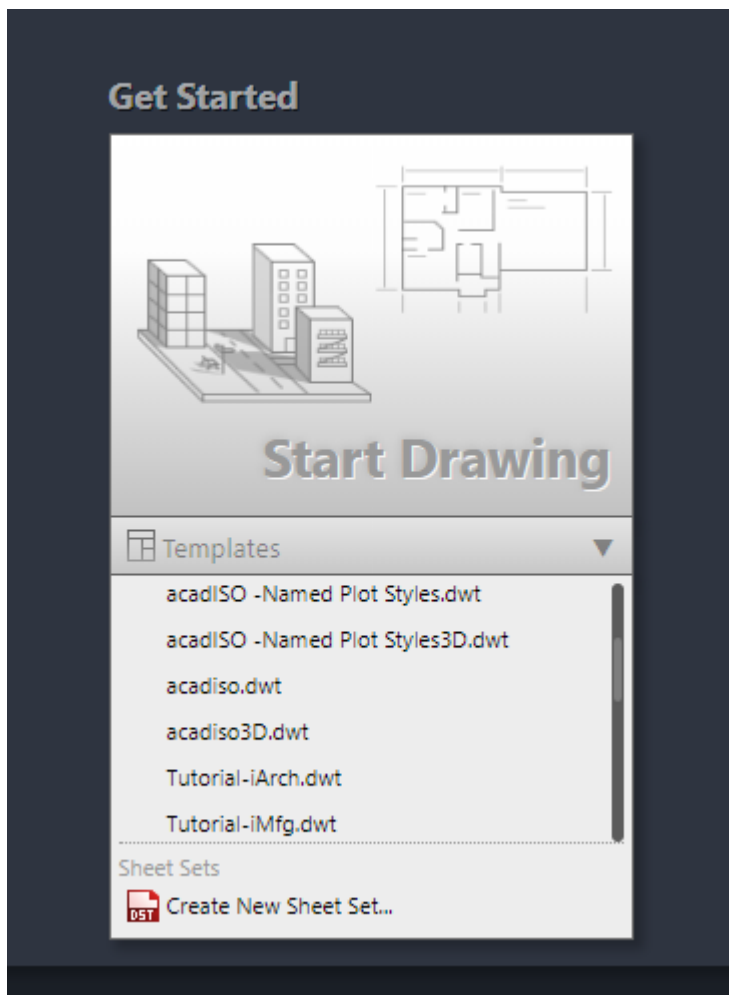 Get Started
Start Drawing
Templates
acadISO -Named Plot Styles.dwt
acadISO -Named Plot Styles3D.dwt
acadiso.dwt
acadiso3D.dwt
Tutorial-iArch.dwt
Tutorial-iMfg.dwt
Sheet Sets
DST
Create New Sheet Set...